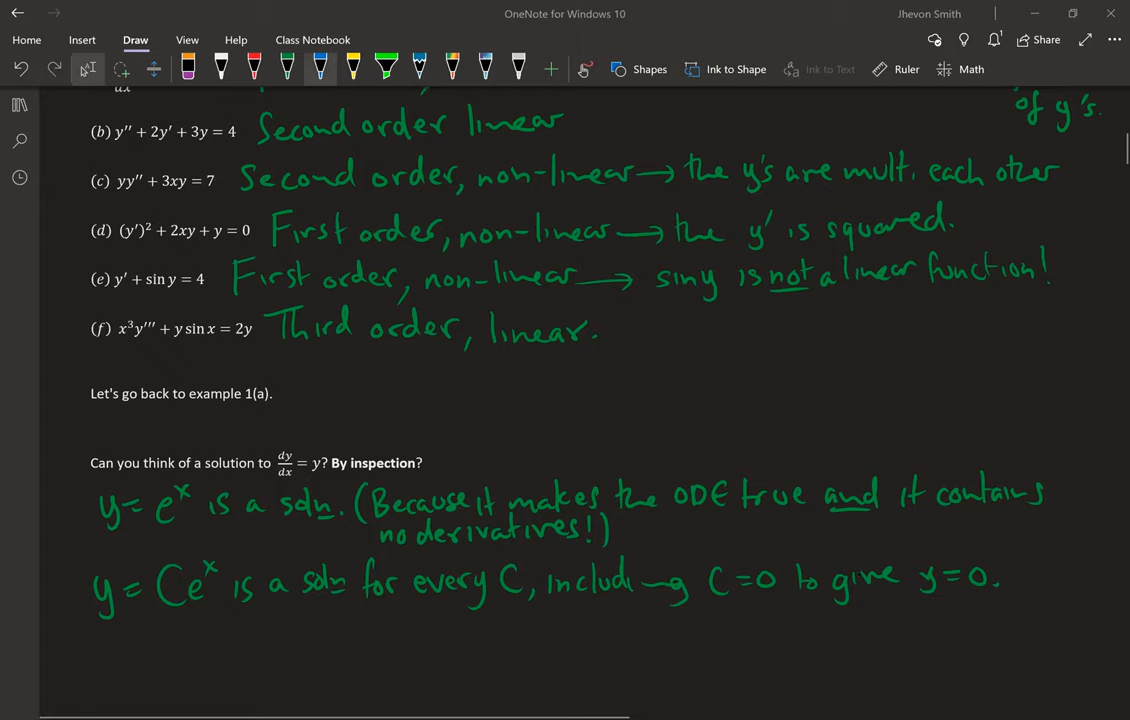 OneNote for Windows 10
Jhevon Smith
Home Insert Draw View Help Class Notebook
Share
Shapes Ink to Shape Ink to Text Ruler Math
dx
of y's.
(b) y'' + 2y' + 3y = 4 Second order linear
(c) yy'' + 3xy = 7 Second order, non-linear → the y's are mult. each other
(d) (y')² + 2xy + y = 0 First order, non-linear → the y' is squared.
(e) y' + sin y = 4 First order, non-linear → siny is not a linear function!
(f) x³y''' + y sin x = 2y Third order, linear.
Let's go back to example 1(a).
Can you think of a solution to dy/dx = y? By inspection?
y = eˣ is a soln. (Because it makes the ODE true and it contains
no derivatives!)
y = Ceˣ is a soln for every C, including C = 0 to give y = 0.